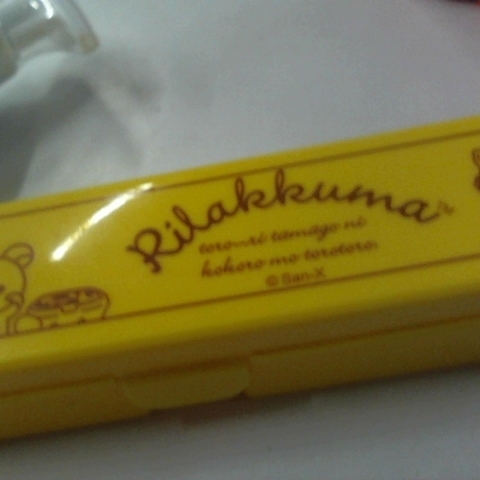 Rilakkuma
toro~ri tamago ni
kokoro mo torotoro.
© San-X